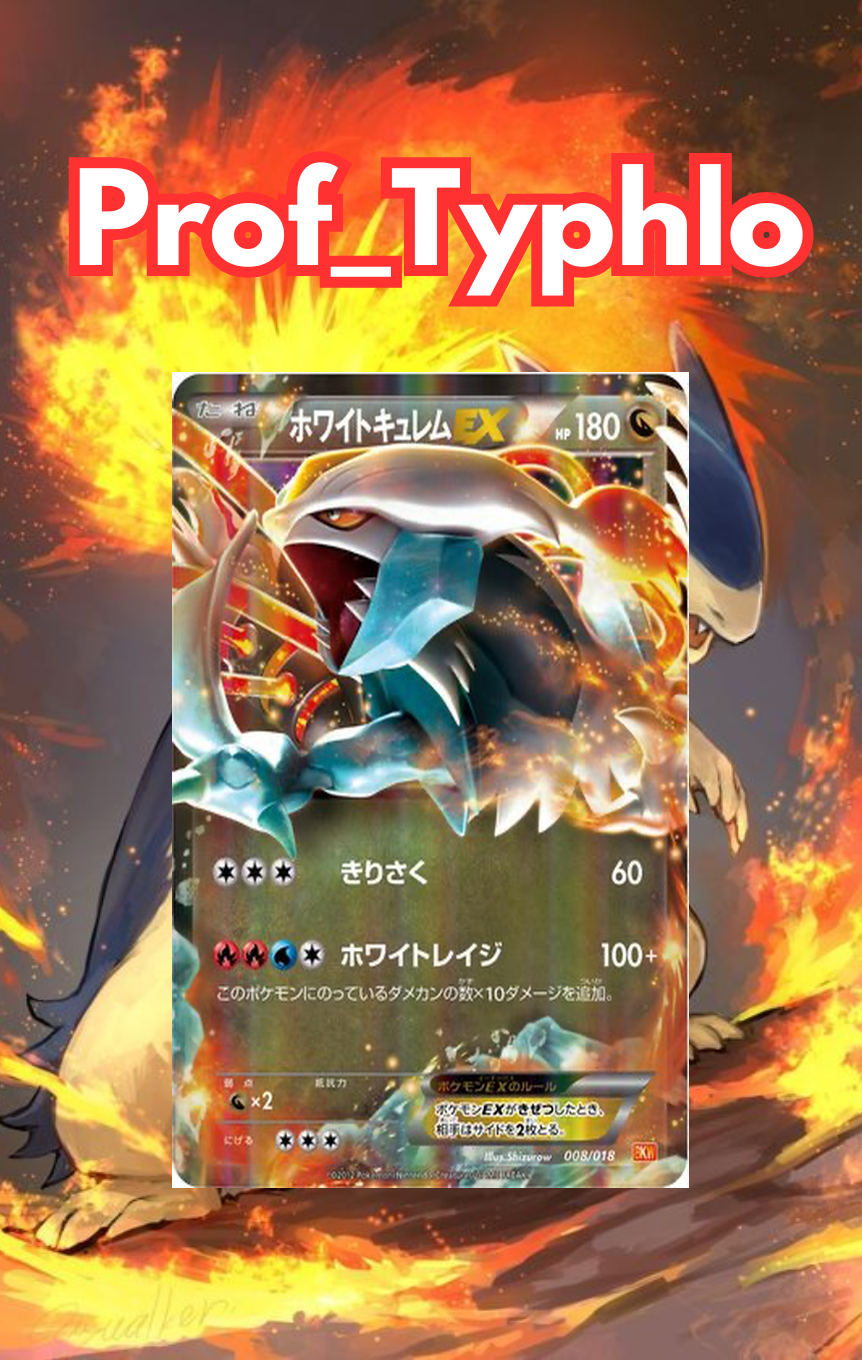 Prof_Typhlo
たね ホワイトキュレムEX HP 180
きりさく 60
ホワイトレイジ 100+
このポケモンにのっているダメカンの数×10ダメージを追加。
弱点 抵抗力
×2
ポケモンEXのルール
ポケモンEXがきぜつしたとき、
相手はサイドを2枚とる。
にげる
Illus.Shizurow 008/018 BKW